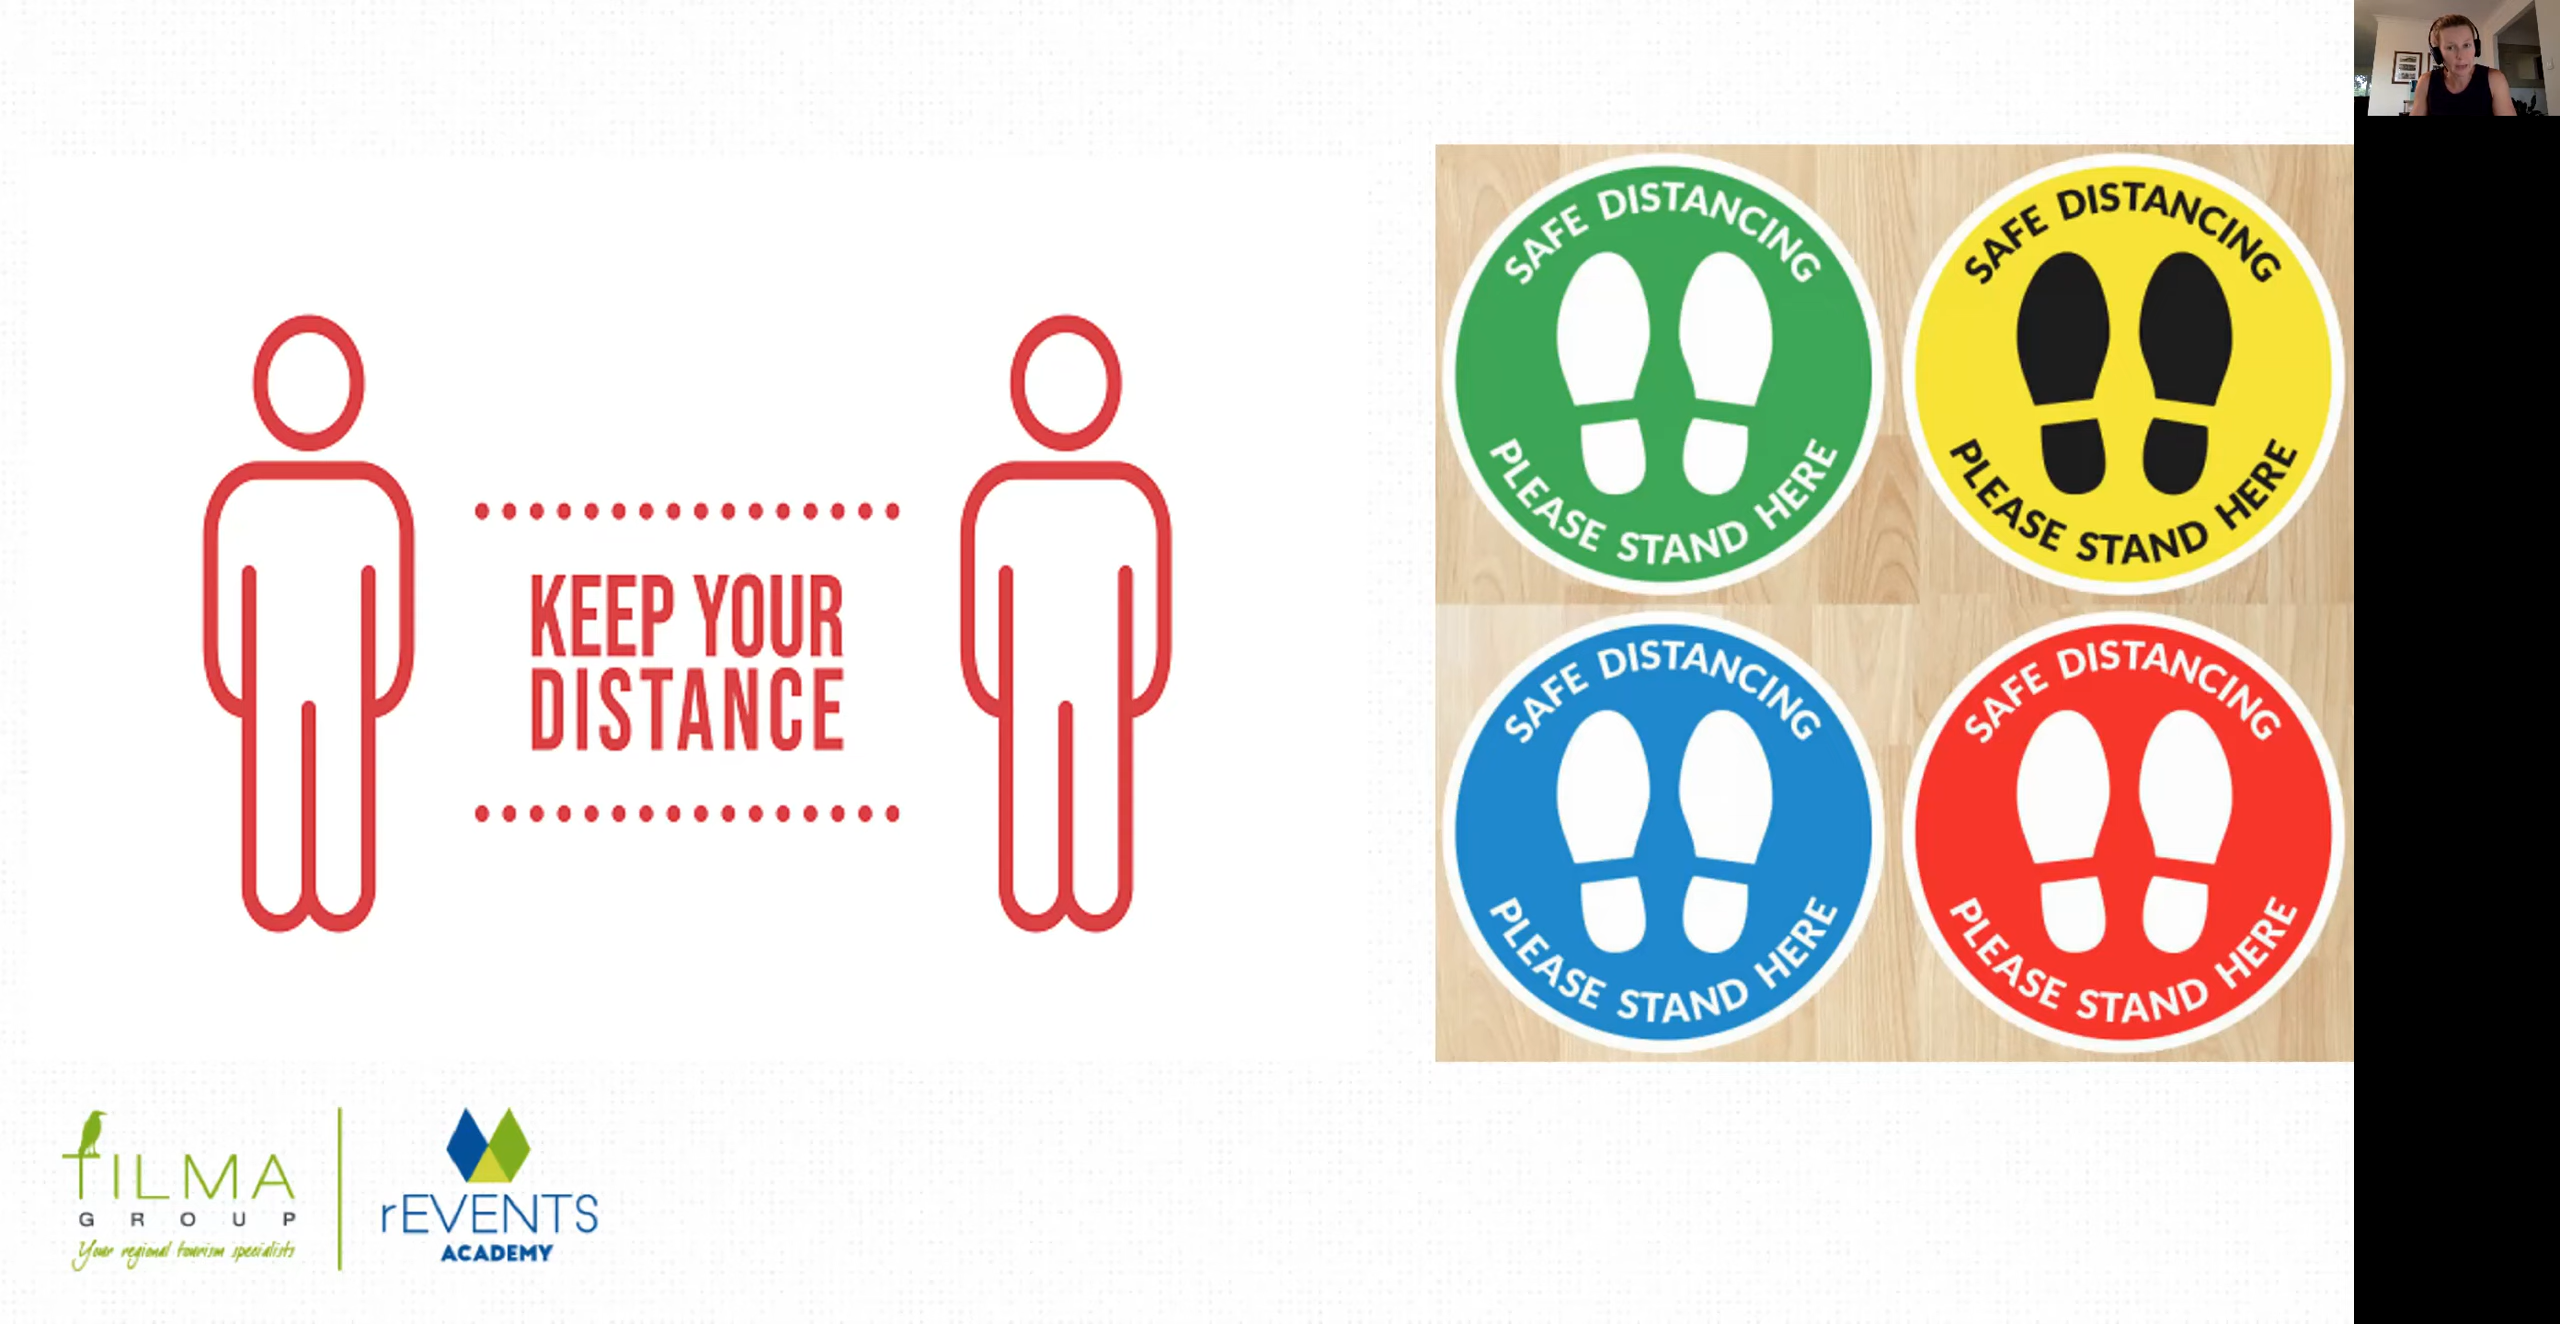 KEEP YOUR
DISTANCE
SAFE DISTANCING
PLEASE STAND HERE
SAFE DISTANCING
PLEASE STAND HERE
SAFE DISTANCING
PLEASE STAND HERE
SAFE DISTANCING
PLEASE STAND HERE
TILMA
GROUP
Your regional tourism specialists
rEVENTS
ACADEMY